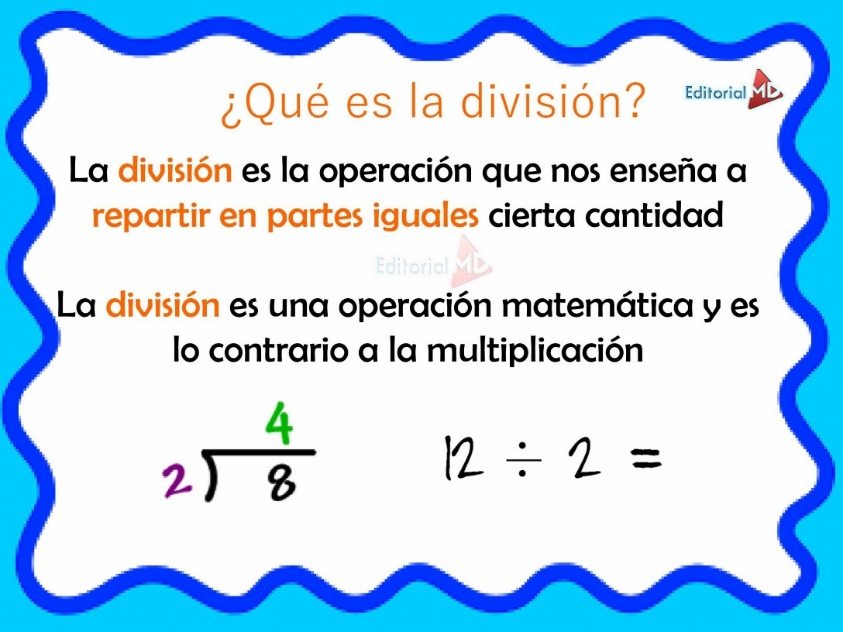 ¿Qué es la división?
Editorial MD
La división es la operación que nos enseña a
repartir en partes iguales cierta cantidad
Editorial MD
La división es una operación matemática y es
lo contrario a la multiplicación
4
2) 8
12 ÷ 2 =